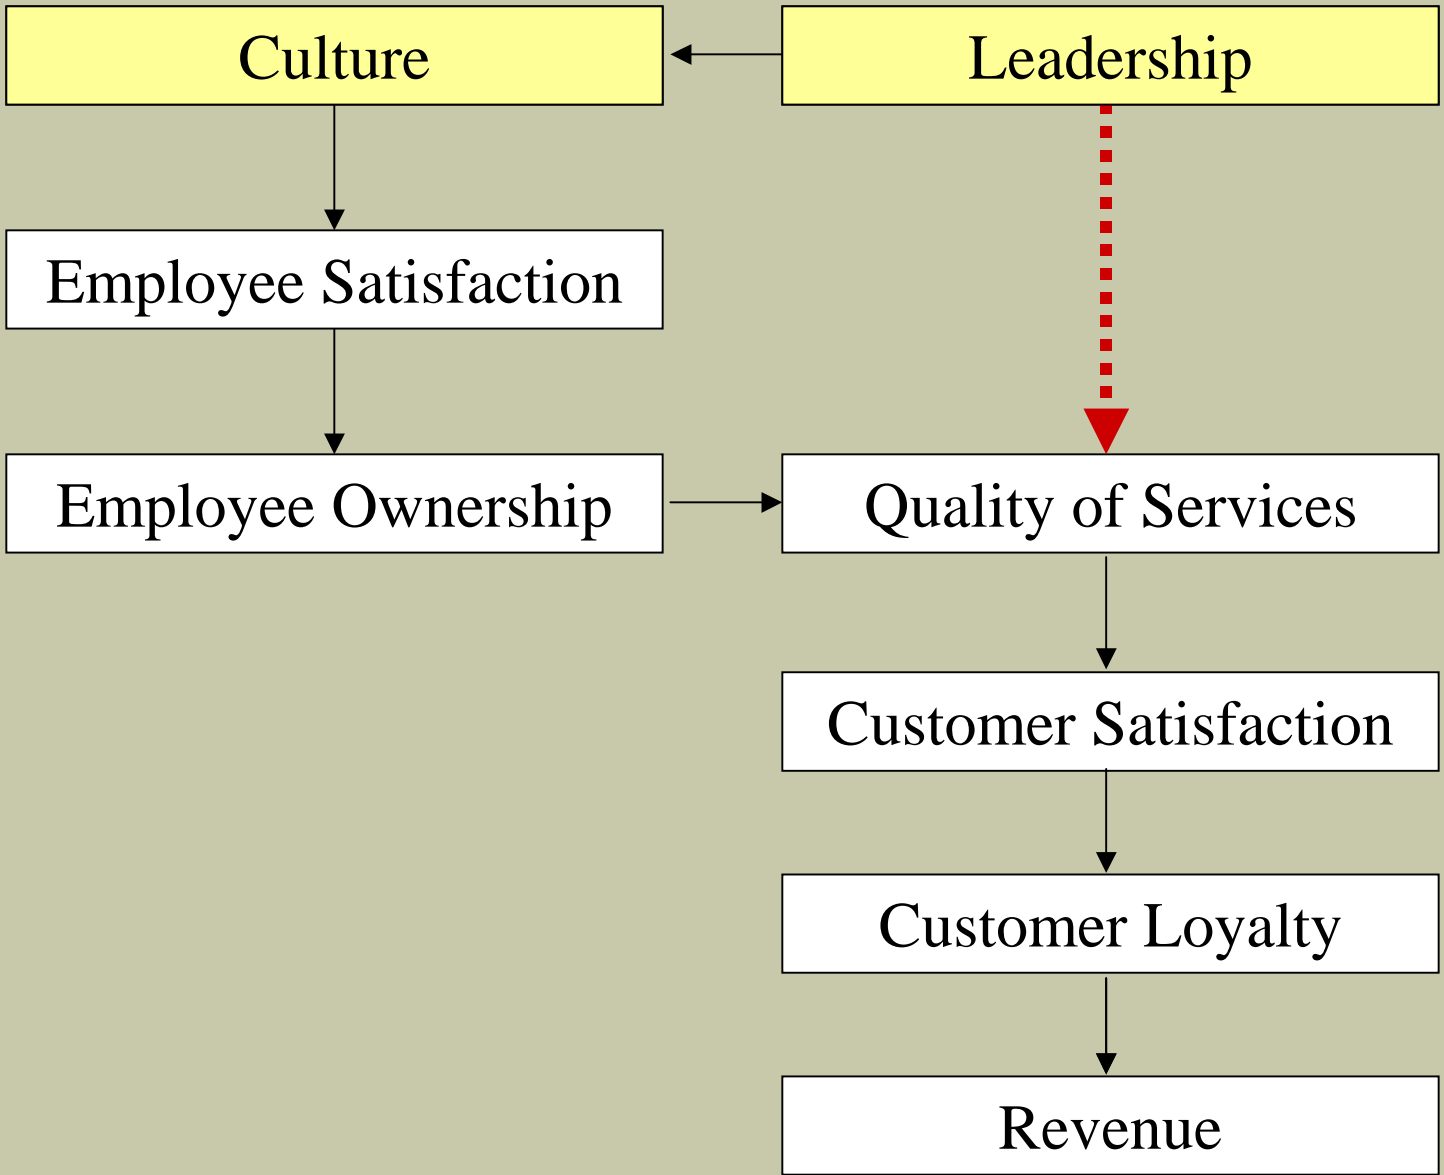 Culture
Leadership
Employee Satisfaction
Employee Ownership
Quality of Services
Customer Satisfaction
Customer Loyalty
Revenue